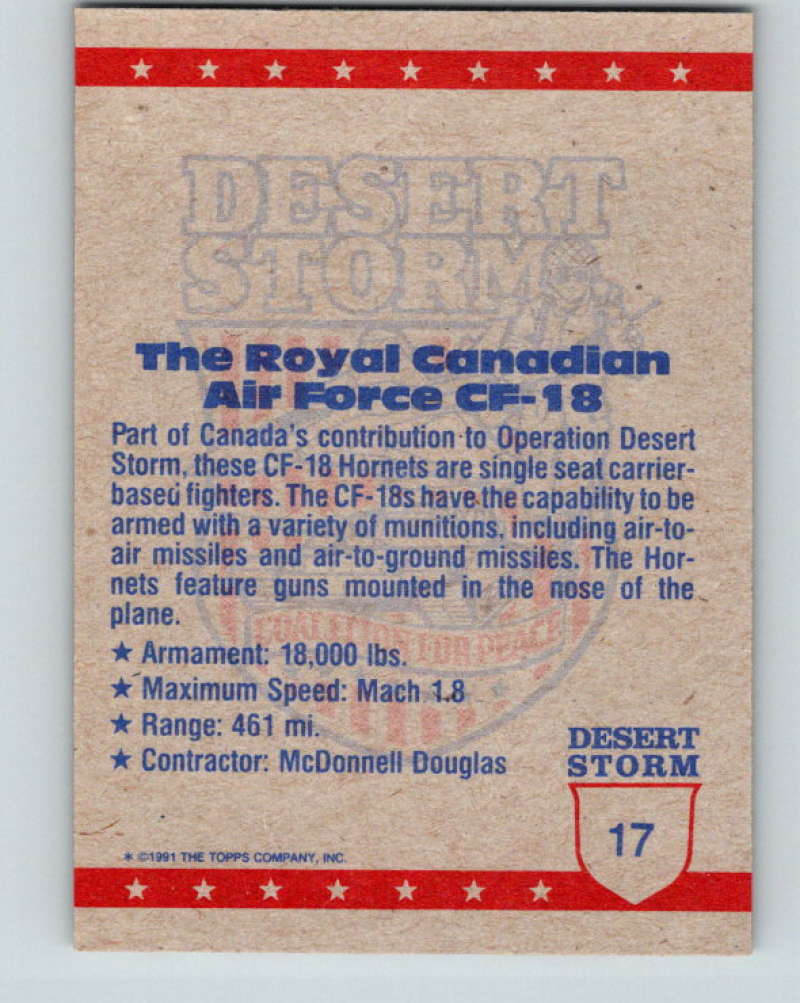 DESERT
STORM
The Royal Canadian
Air Force CF-18
Part of Canada's contribution to Operation Desert
Storm, these CF-18 Hornets are single seat carrier-
based fighters. The CF-18s have the capability to be
armed with a variety of munitions, including air-to-
air missiles and air-to-ground missiles. The Hor-
nets feature guns mounted in the nose of the
plane.
COALITION FOR PEACE
★ Armament: 18,000 lbs.
★ Maximum Speed: Mach 1.8
★ Range: 461 mi.
★ Contractor: McDonnell Douglas
DESERT
STORM
17
* ©1991 THE TOPPS COMPANY, INC.